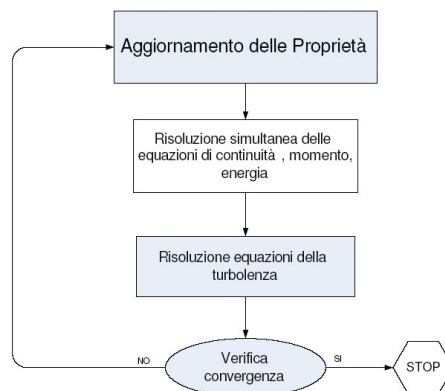 Aggiornamento delle Proprietà
Risoluzione simultanea delle
equazioni di continuità , momento,
energia
Risoluzione equazioni della
turbolenza
NO
Verifica
convergenza
SI
STOP